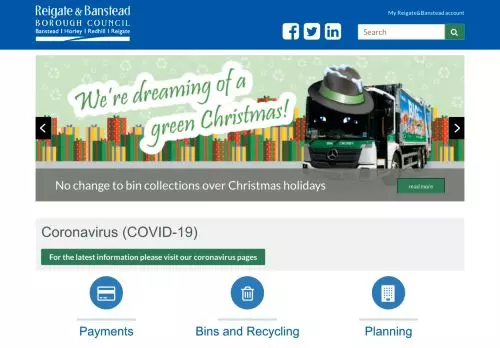 Reigate & Banstead
BOROUGH COUNCIL
Banstead | Horley | Redhill | Reigate
My Reigate&Banstead account
Search
We're dreaming of a
green Christmas!
No change to bin collections over Christmas holidays
read more
Coronavirus (COVID-19)
For the latest information please visit our coronavirus pages
Payments
Bins and Recycling
Planning